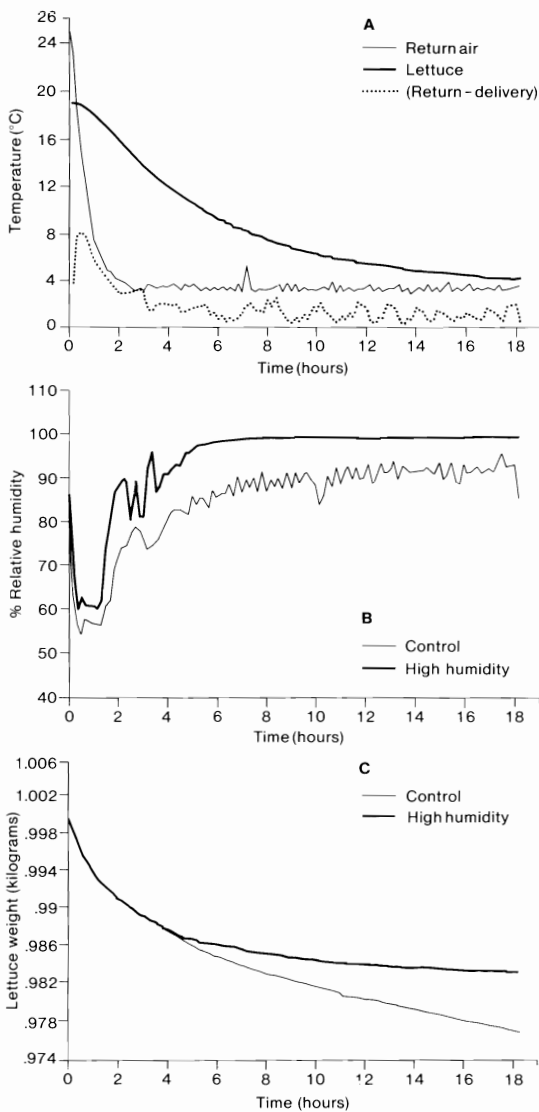 A
Return air
Lettuce
(Return – delivery)
Temperature (°C)
26
24
20
16
12
8
4
0
0 2 4 6 8 10 12 14 16 18
Time (hours)
% Relative humidity
110
100
90
80
70
60
50
40
B
Control
High humidity
0 2 4 6 8 10 12 14 16 18
Time (hours)
C
Control
High humidity
Lettuce weight (kilograms)
1.006
1.002
.998
.994
.99
.986
.982
.978
.974
0 2 4 6 8 10 12 14 16 18
Time (hours)